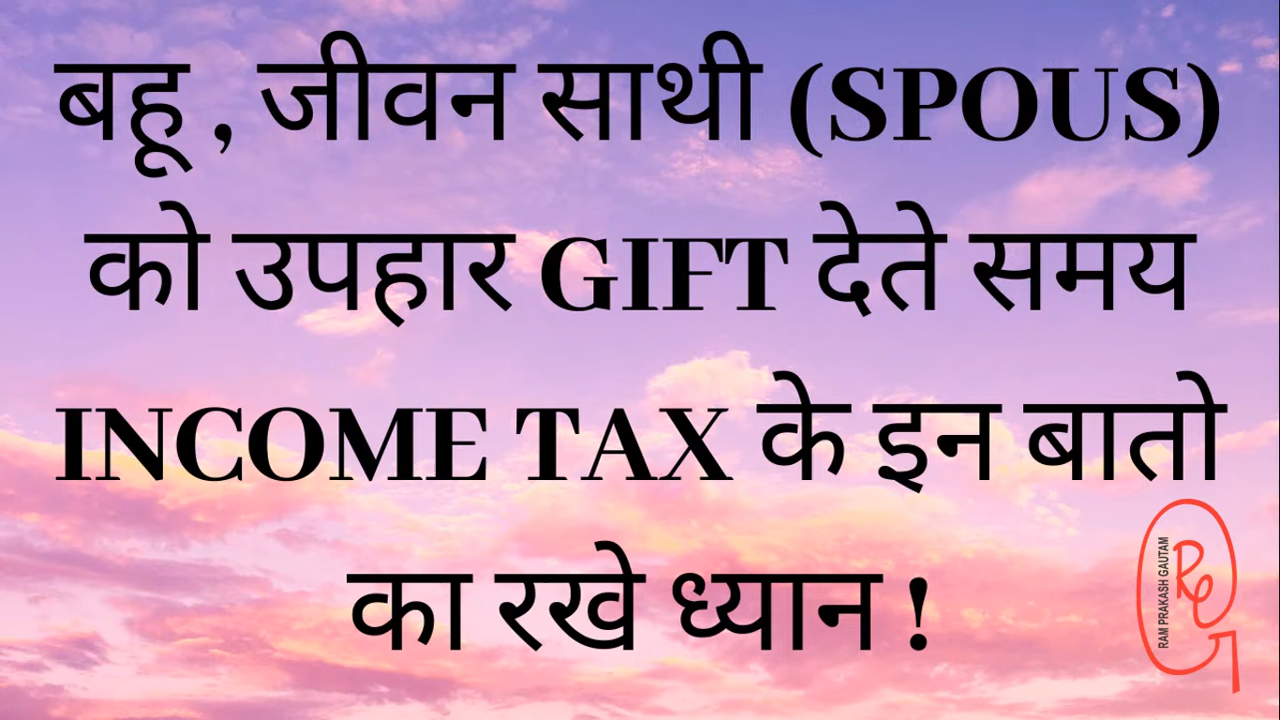 बहू , जीवन साथी (SPOUS)
को उपहार GIFT देते समय
INCOME TAX के इन बातो
का रखे ध्यान !
RAM PRAKASH GAUTAM